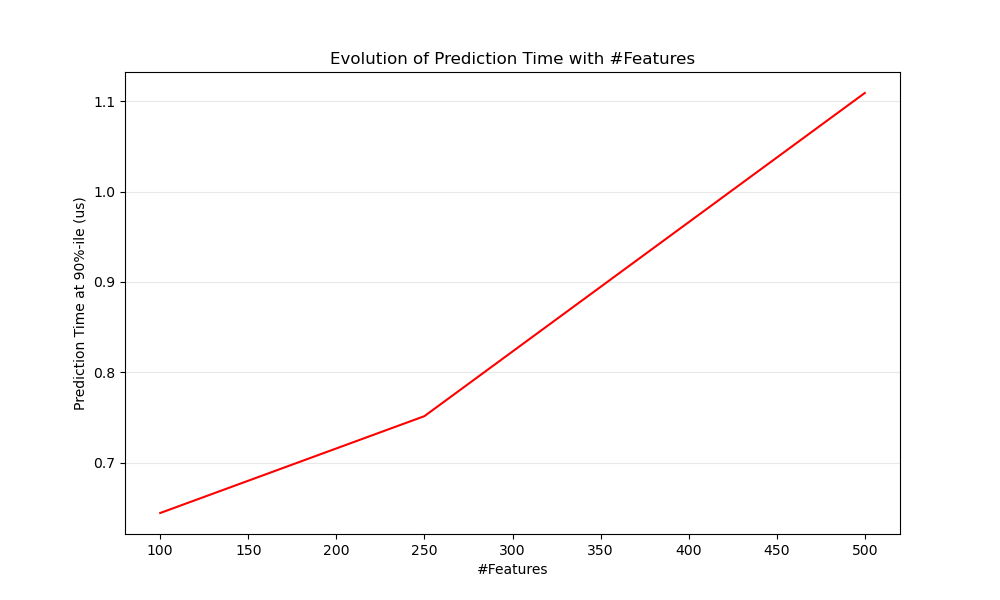 Evolution of Prediction Time with #Features
Prediction Time at 90%-ile (us)
1.1
1.0
0.9
0.8
0.7
100 150 200 250 300 350 400 450 500
#Features